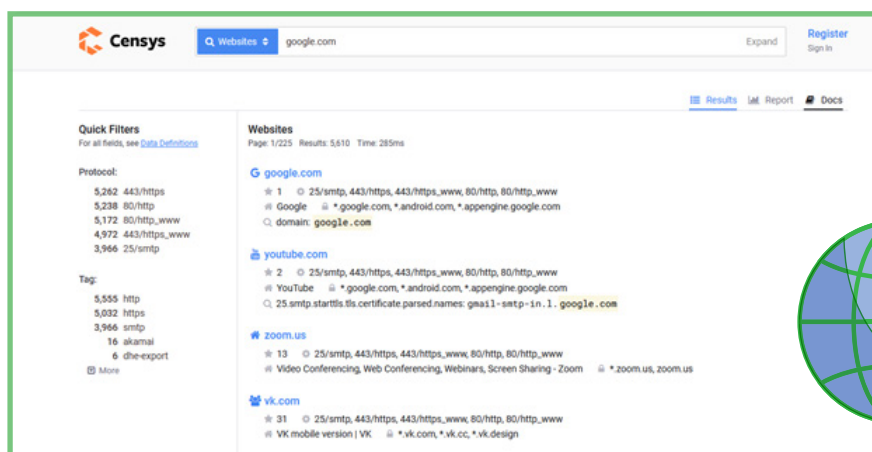 Censys
Websites
google.com
Expand
Register
Sign In
Results
Report
Docs
Quick Filters
For all fields, see Data Definitions
Protocol:
5,262 443/https
5,238 80/http
5,172 80/http_www
4,972 443/https_www
3,966 25/smtp
Tag:
5,555 http
5,032 https
3,966 smtp
16 akamai
6 dhe-export
More
Websites
Page: 1/225 Results: 5,610 Time: 285ms
google.com
1 25/smtp, 443/https, 443/https_www, 80/http, 80/http_www
Google *.google.com, *.android.com, *.appengine.google.com
domain: google.com
youtube.com
2 25/smtp, 443/https, 443/https_www, 80/http, 80/http_www
YouTube *.google.com, *.android.com, *.appengine.google.com
25.smtp.starttls.tls.certificate.parsed.names: gmail-smtp-in.l.google.com
zoom.us
13 25/smtp, 443/https, 443/https_www, 80/http, 80/http_www
Video Conferencing, Web Conferencing, Webinars, Screen Sharing - Zoom *.zoom.us, zoom.us
vk.com
31 25/smtp, 443/https, 443/https_www, 80/http, 80/http_www
VK mobile version | VK *.vk.com, *.vk.cc, *.vk.design